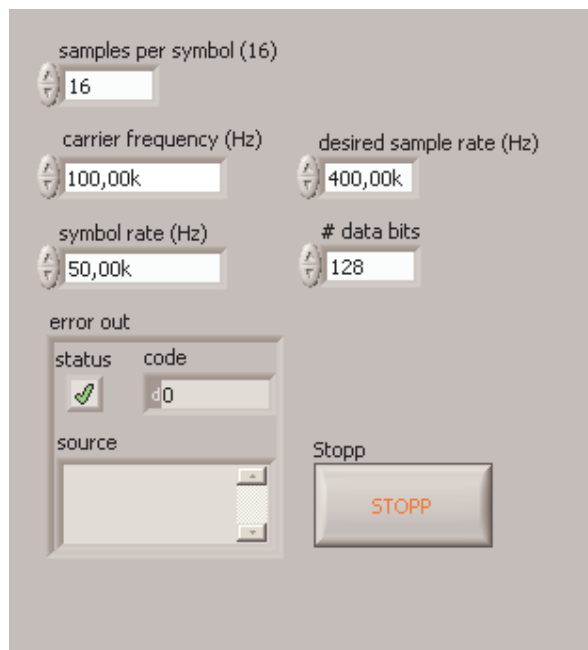 samples per symbol (16)
16
carrier frequency (Hz)
desired sample rate (Hz)
100,00k
400,00k
symbol rate (Hz)
# data bits
50,00k
128
error out
status
code
d0
source
Stopp
STOPP